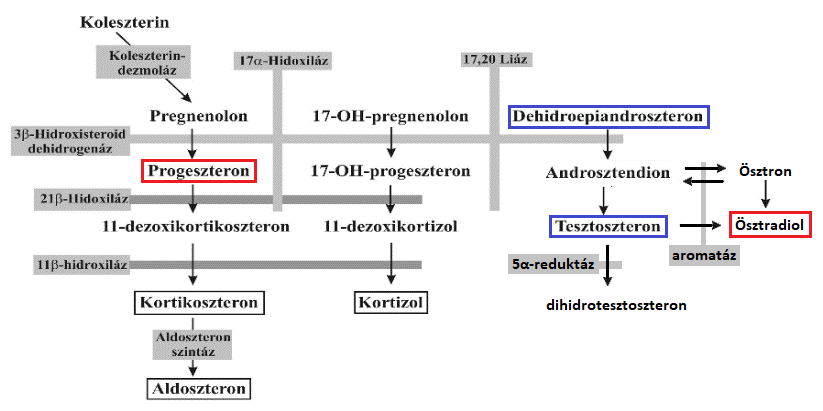 Koleszterin
Koleszterin-
dezmoláz
17α-Hidoxiláz
17,20 Liáz
Pregnenolon
17-OH-pregnenolon
Dehidroepiandroszteron
3β-Hidroxisteroid
dehidrogenáz
Progeszteron
17-OH-progeszteron
Androsztendion
Ösztron
21β-Hidoxiláz
11-dezoxikortikoszteron
11-dezoxikortizol
Tesztoszteron
Ösztradiol
aromatáz
11β-hidroxiláz
5α-reduktáz
Kortikoszteron
Kortizol
dihidrotesztoszteron
Aldoszteron
szintáz
Aldoszteron